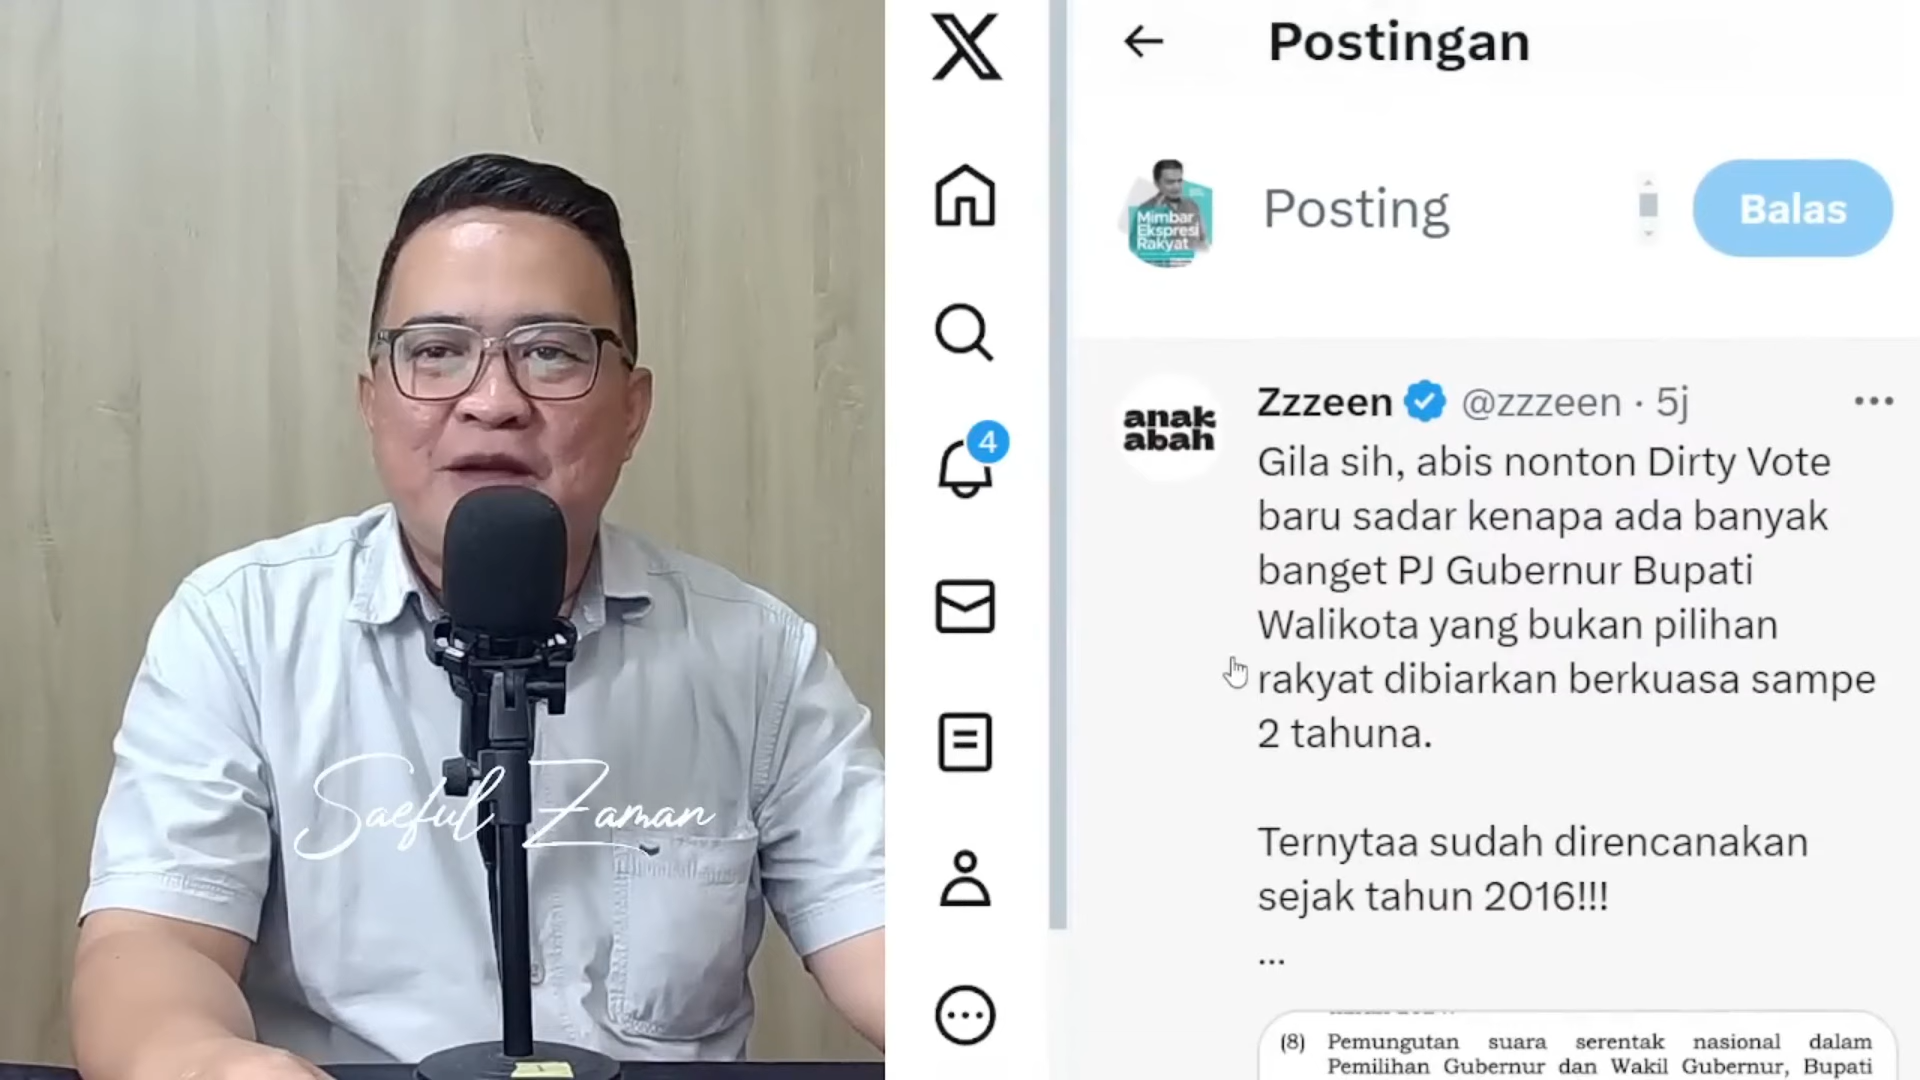 Saeful Zaman
X
4
Postingan
Mimbar
Ekspresi
Rakyat
Posting
Balas
anak
abah
Zzzeen @zzzeen · 5j
Gila sih, abis nonton Dirty Vote
baru sadar kenapa ada banyak
banget PJ Gubernur Bupati
Walikota yang bukan pilihan
rakyat dibiarkan berkuasa sampe
2 tahuna.
Ternytaa sudah direncanakan
sejak tahun 2016!!!
...
(8) Pemungutan suara serentak nasional dalam
Pemilihan Gubernur dan Wakil Gubernur, Bupati